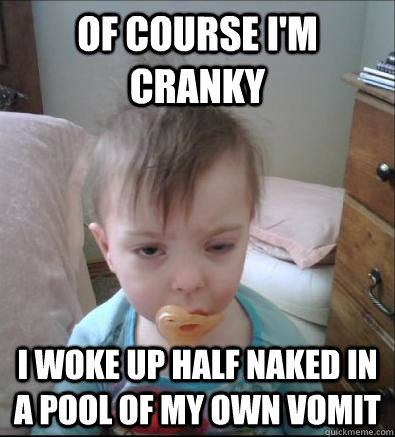 OF COURSE I'M
CRANKY
I WOKE UP HALF NAKED IN
A POOL OF MY OWN VOMIT
quickmeme.com